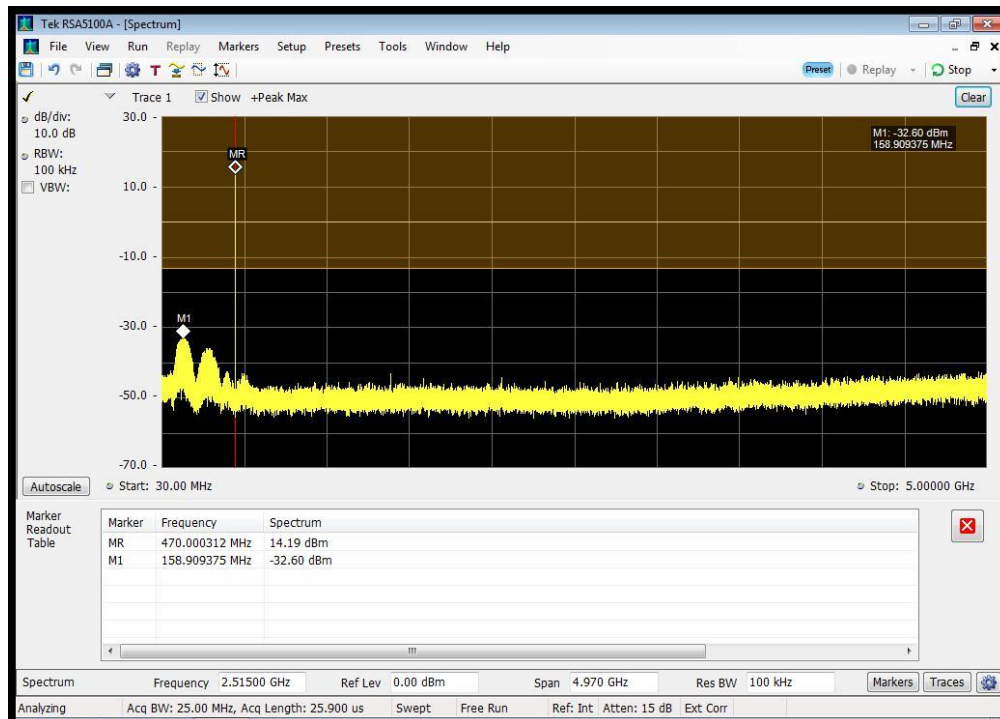 Tek RSA5100A - [Spectrum]
File View Run Replay Markers Setup Presets Tools Window Help
T Preset Replay Stop
Trace 1 Show +Peak Max Clear
dB/div:
10.0 dB
RBW:
100 kHz
VBW:
30.0
10.0
-10.0
-30.0
-50.0
-70.0
MR
M1
M1: -32.60 dBm
158.909375 MHz
Autoscale Start: 30.00 MHz Stop: 5.00000 GHz
Marker
Readout
Table
Marker Frequency Spectrum
MR 470.000312 MHz 14.19 dBm
M1 158.909375 MHz -32.60 dBm
Spectrum Frequency 2.51500 GHz Ref Lev 0.00 dBm Span 4.970 GHz Res BW 100 kHz Markers Traces
Analyzing Acq BW: 25.00 MHz, Acq Length: 25.900 us Swept Free Run Ref: Int Atten: 15 dB Ext Corr